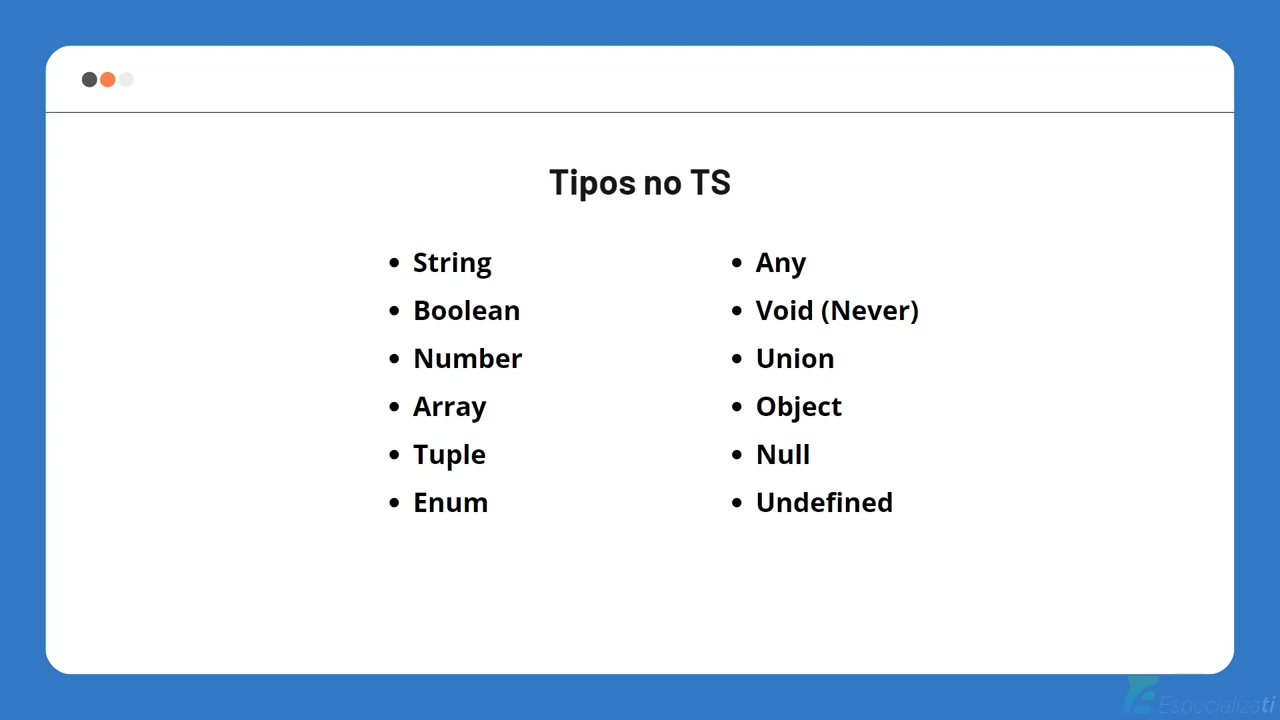 Tipos no TS
• String
• Boolean
• Number
• Array
• Tuple
• Enum
• Any
• Void (Never)
• Union
• Object
• Null
• Undefined
Especializati